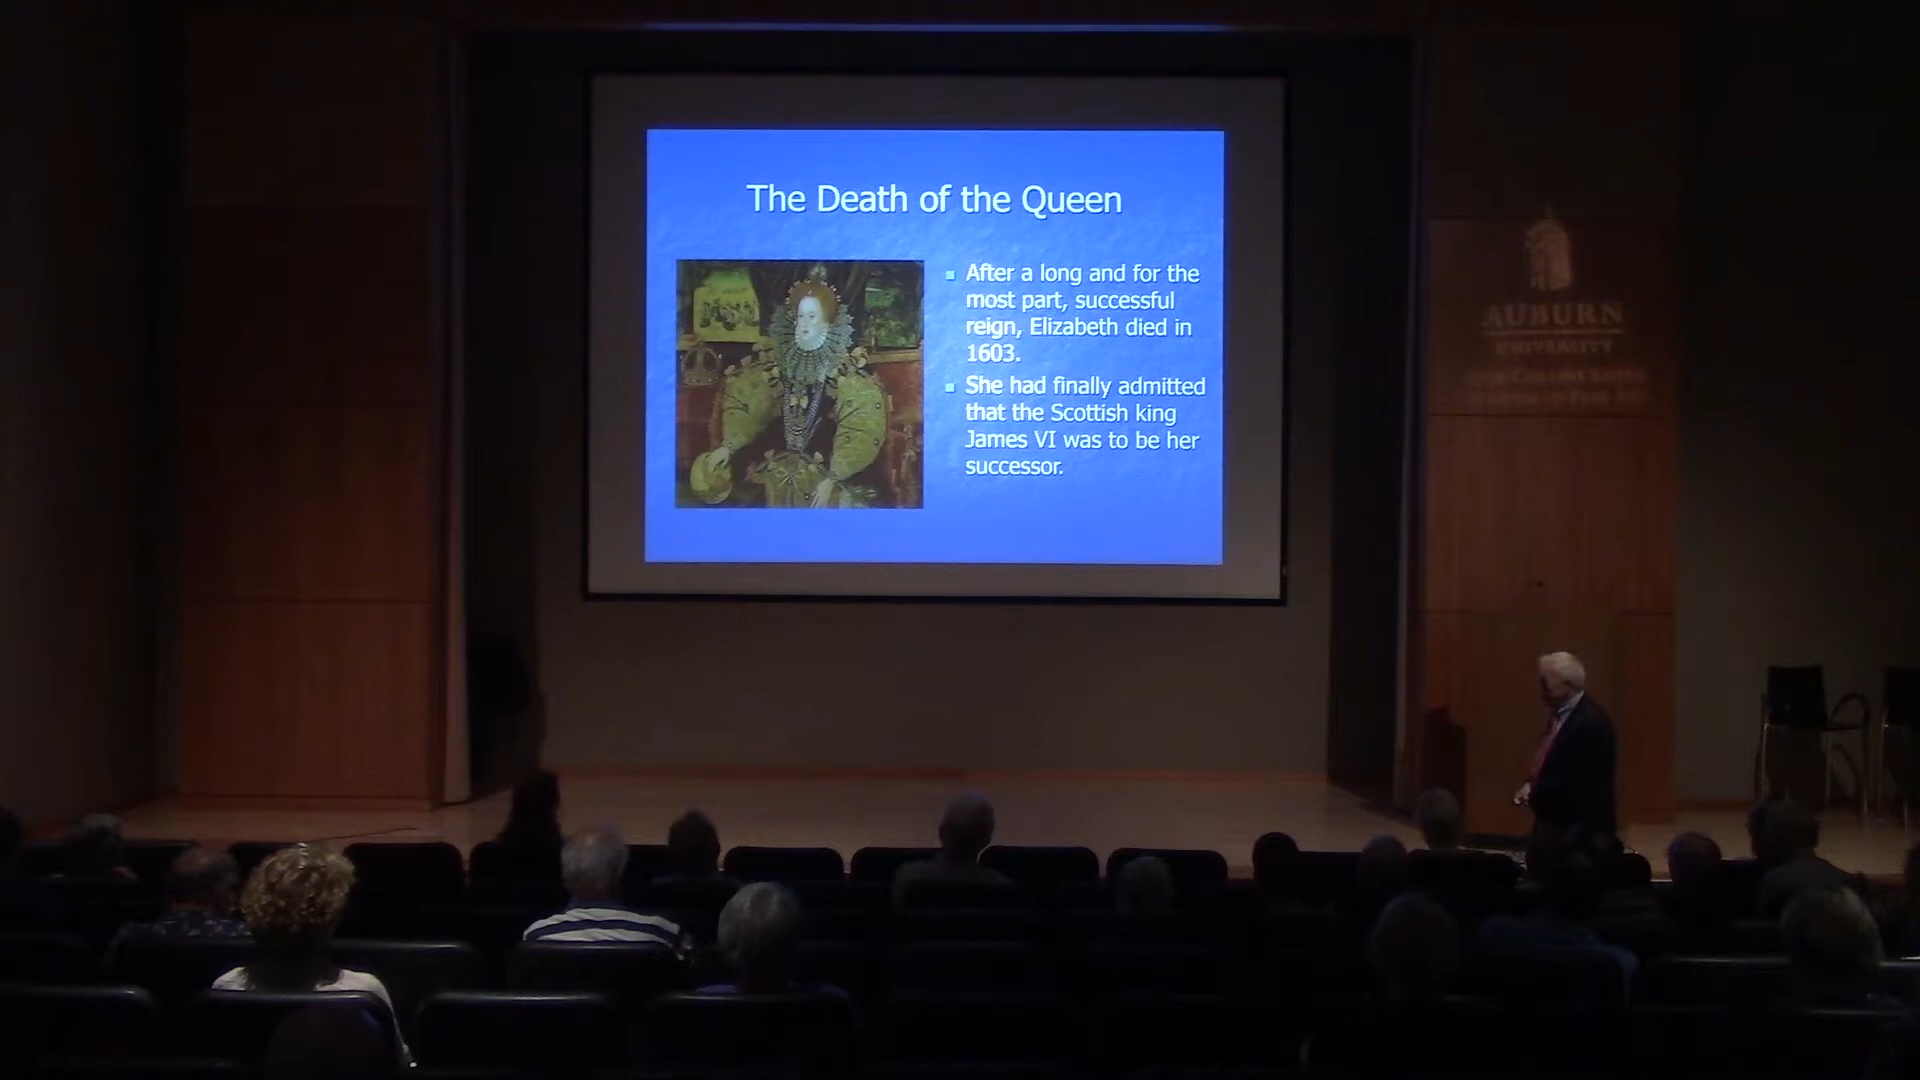 The Death of the Queen
After a long and for the
most part, successful
reign, Elizabeth died in
1603.
She had finally admitted
that the Scottish king
James VI was to be her
successor.
AUBURN
UNIVERSITY